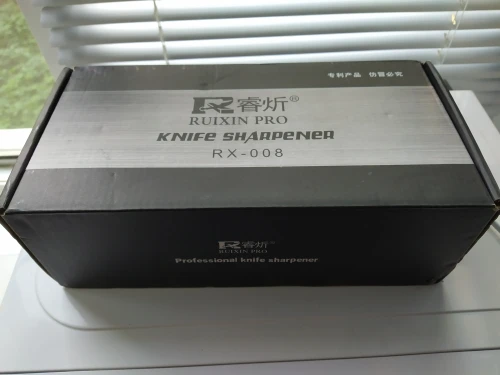 专利产品 仿冒必究
R 睿炘®
RUIXIN PRO
KNIFE SHARPENER
RX-008
R 睿炘®
RUIXIN PRO
Professional knife sharpener